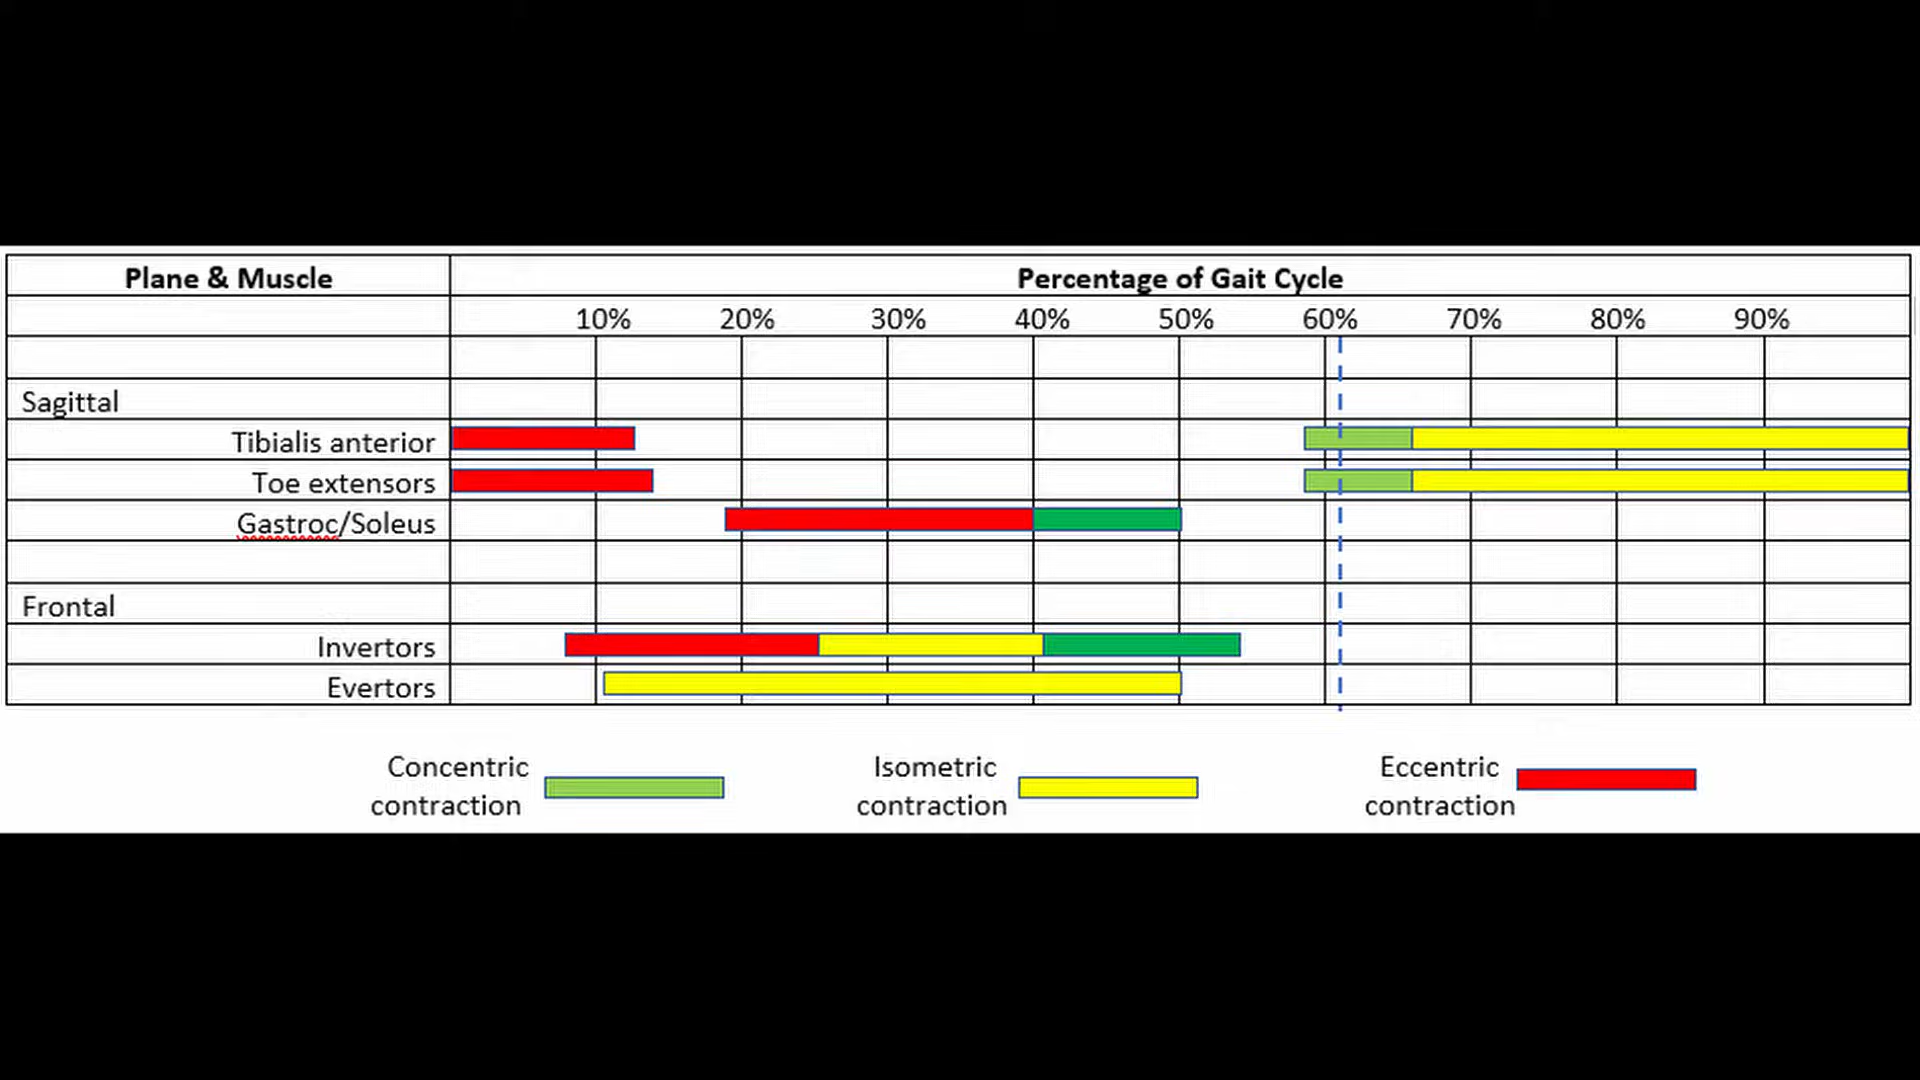 Plane & Muscle Percentage of Gait Cycle
10% 20% 30% 40% 50% 60% 70% 80% 90%
Sagittal
Tibialis anterior
Toe extensors
Gastroc/Soleus
Frontal
Invertors
Evertors
Concentric
contraction
Isometric
contraction
Eccentric
contraction